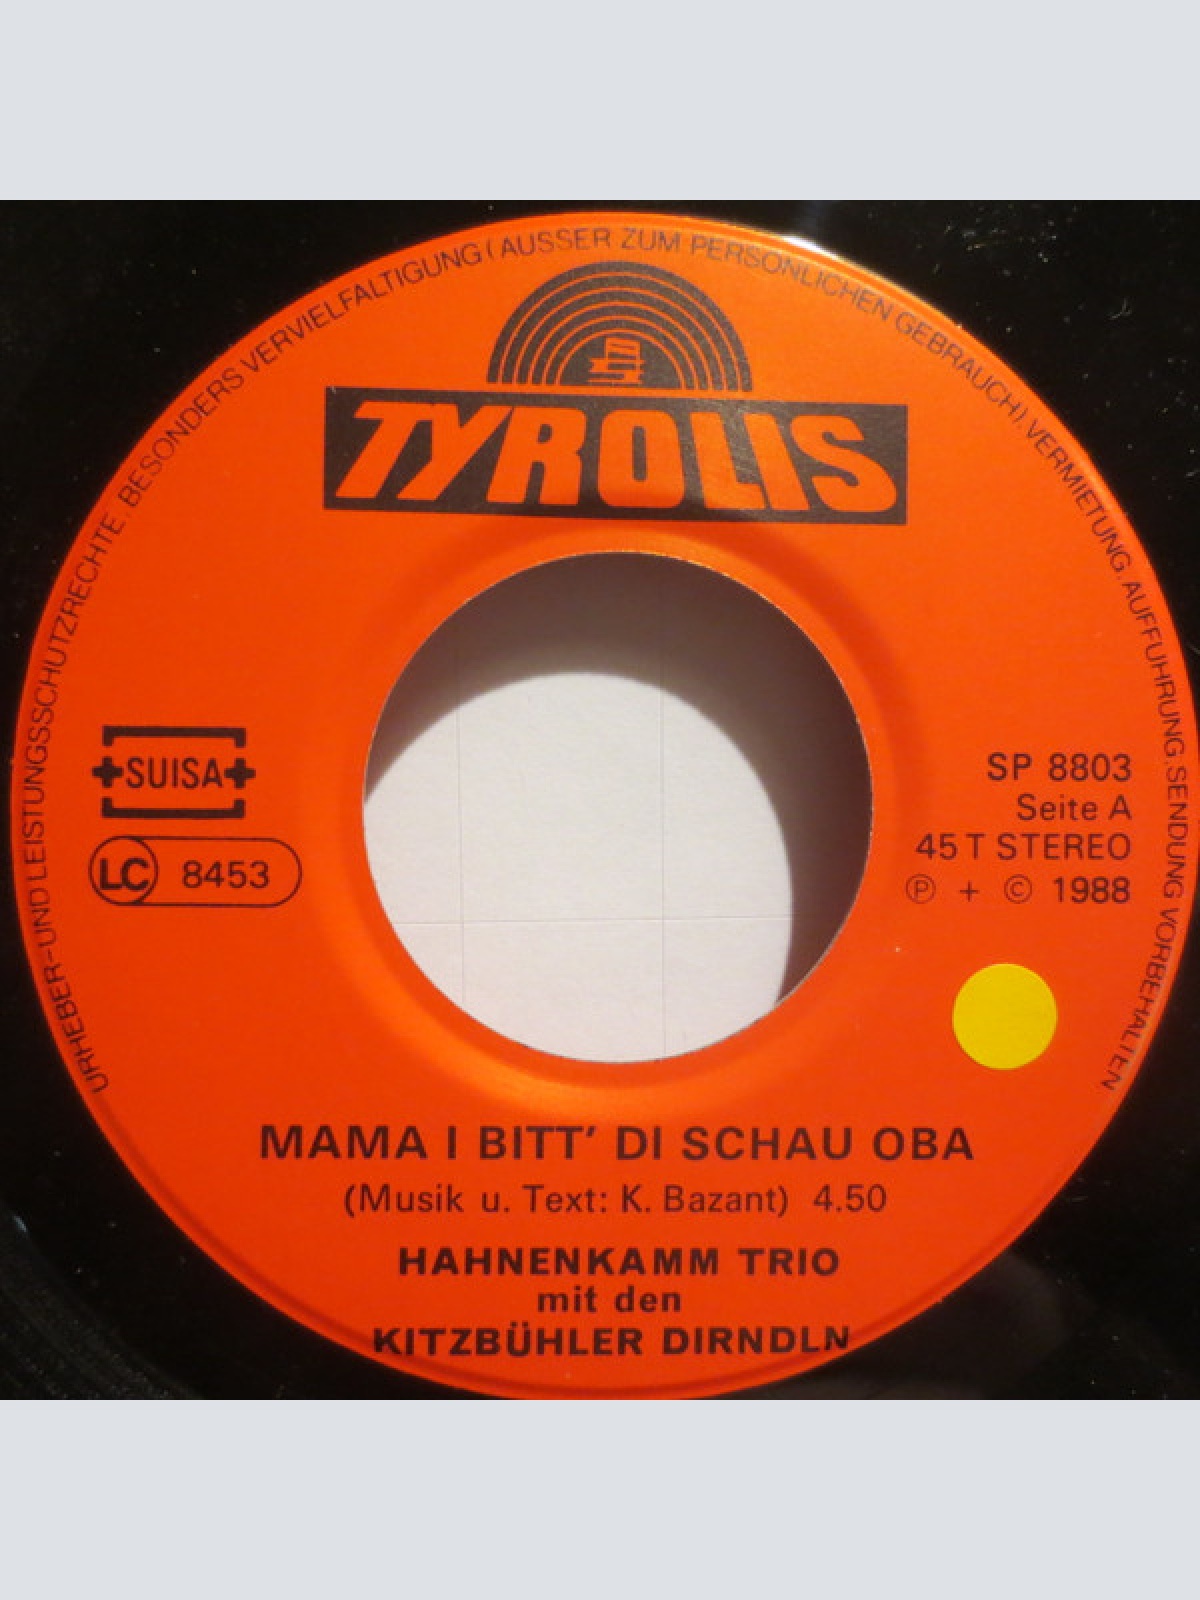 URHEBER-UND LEISTUNGSSCHUTZRECHTE, BESONDERS VERVIELFALTIGUNG ( AUSSER ZUM PERSONLICHEN GEBRAUCH), VERMIETUNG, AUFFUHRUNG, SENDUNG VORBEHALTEN
TYROLIS
SUISA
LC 8453
SP 8803
Seite A
45 T STEREO
Ⓟ + © 1988
MAMA I BITT' DI SCHAU OBA
(Musik u. Text: K. Bazant) 4.50
HAHNENKAMM TRIO
mit den
KITZBÜHLER DIRNDLN